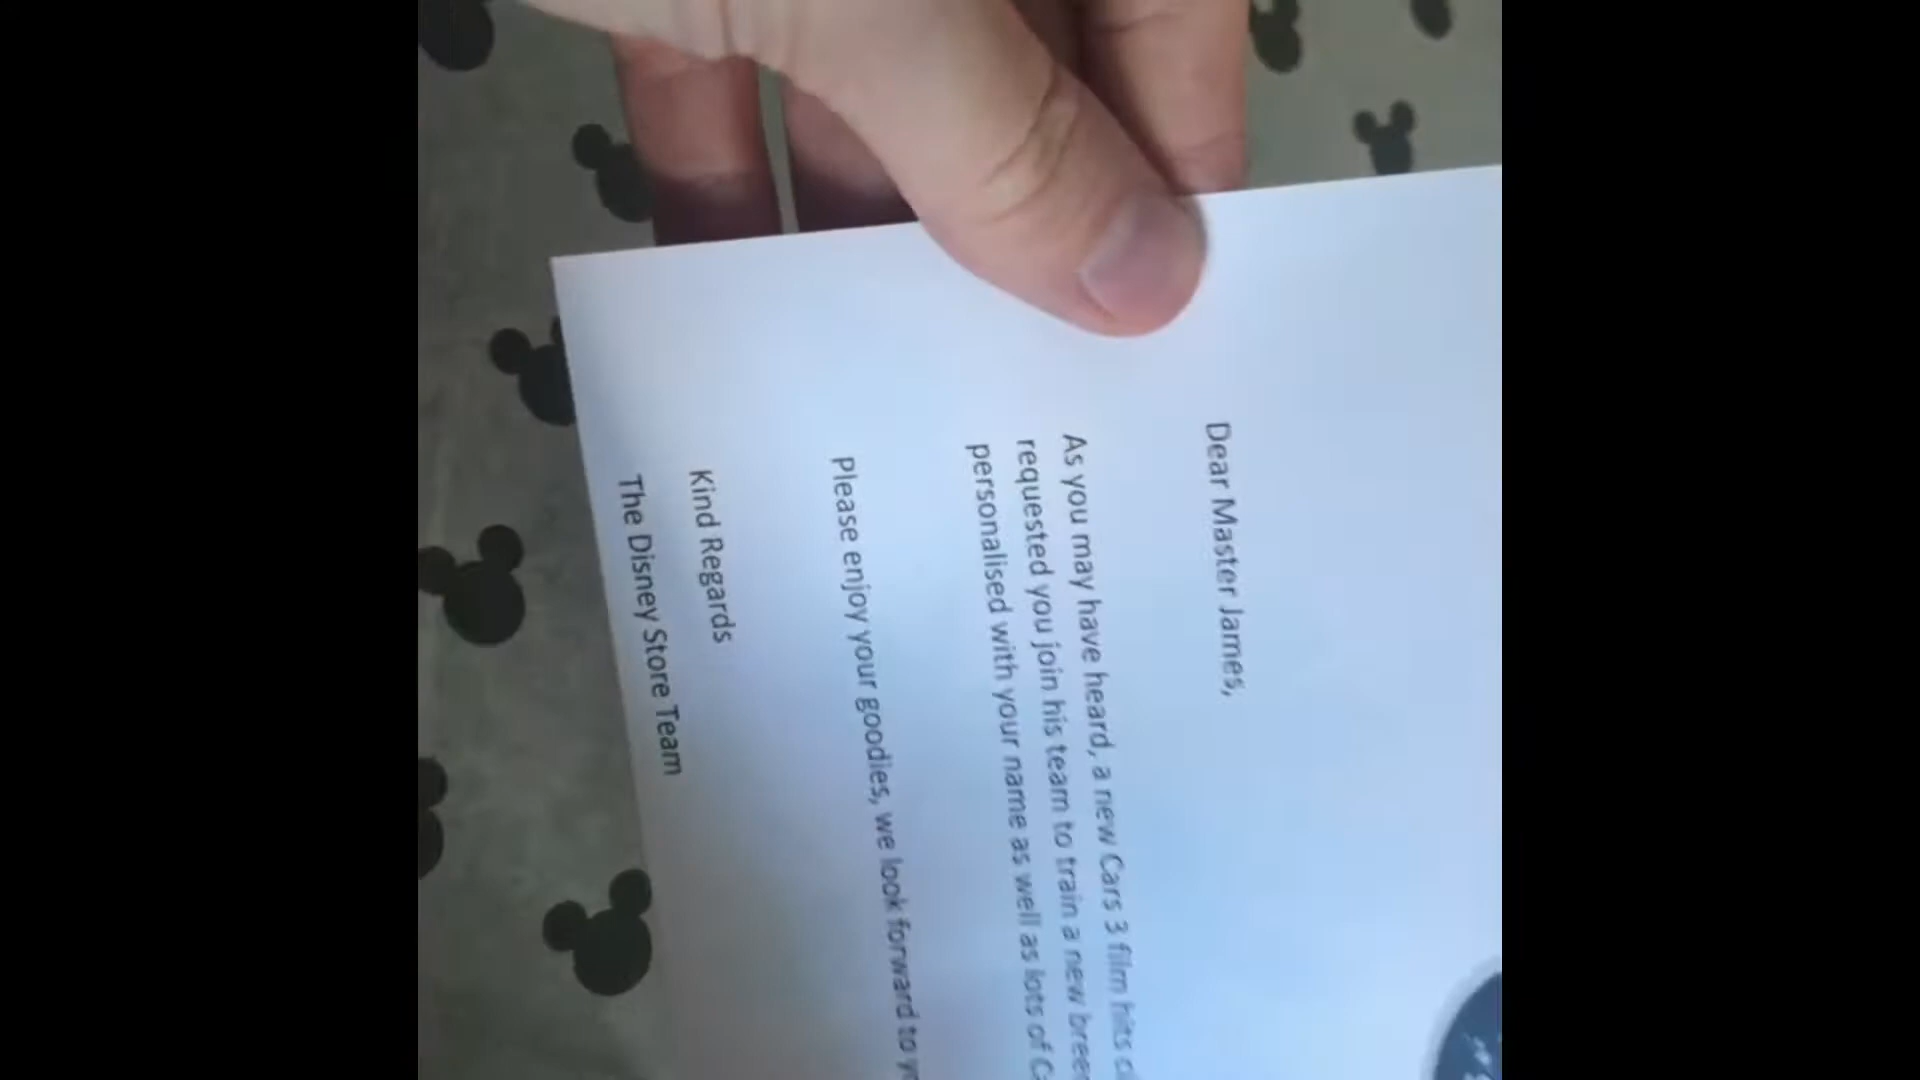 Dear Master James,
As you may have heard, a new Cars 3 film hits
requested you join his team to train a new
personalised with your name as well as lots of
Please enjoy your goodies, we look forward to
Kind Regards
The Disney Store Team